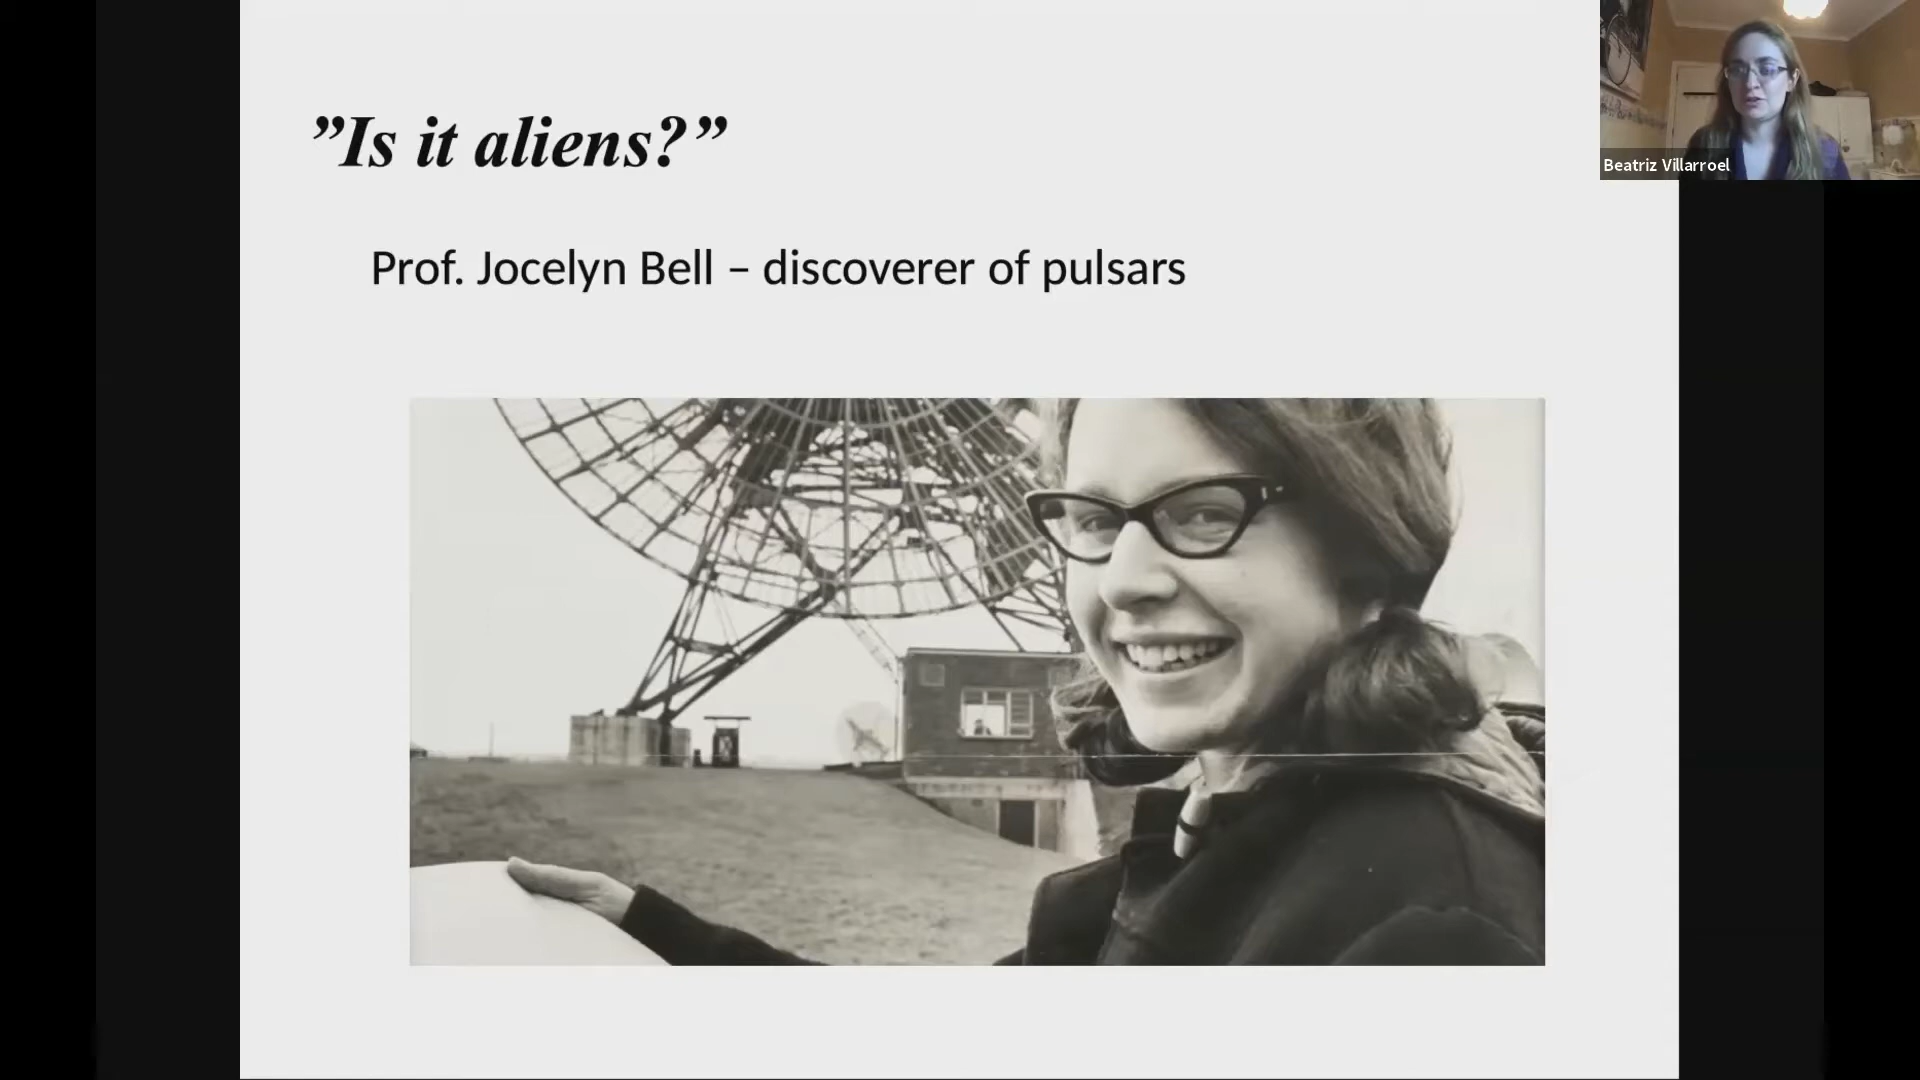 ”Is it aliens?”
Prof. Jocelyn Bell – discoverer of pulsars
Beatriz Villarroel